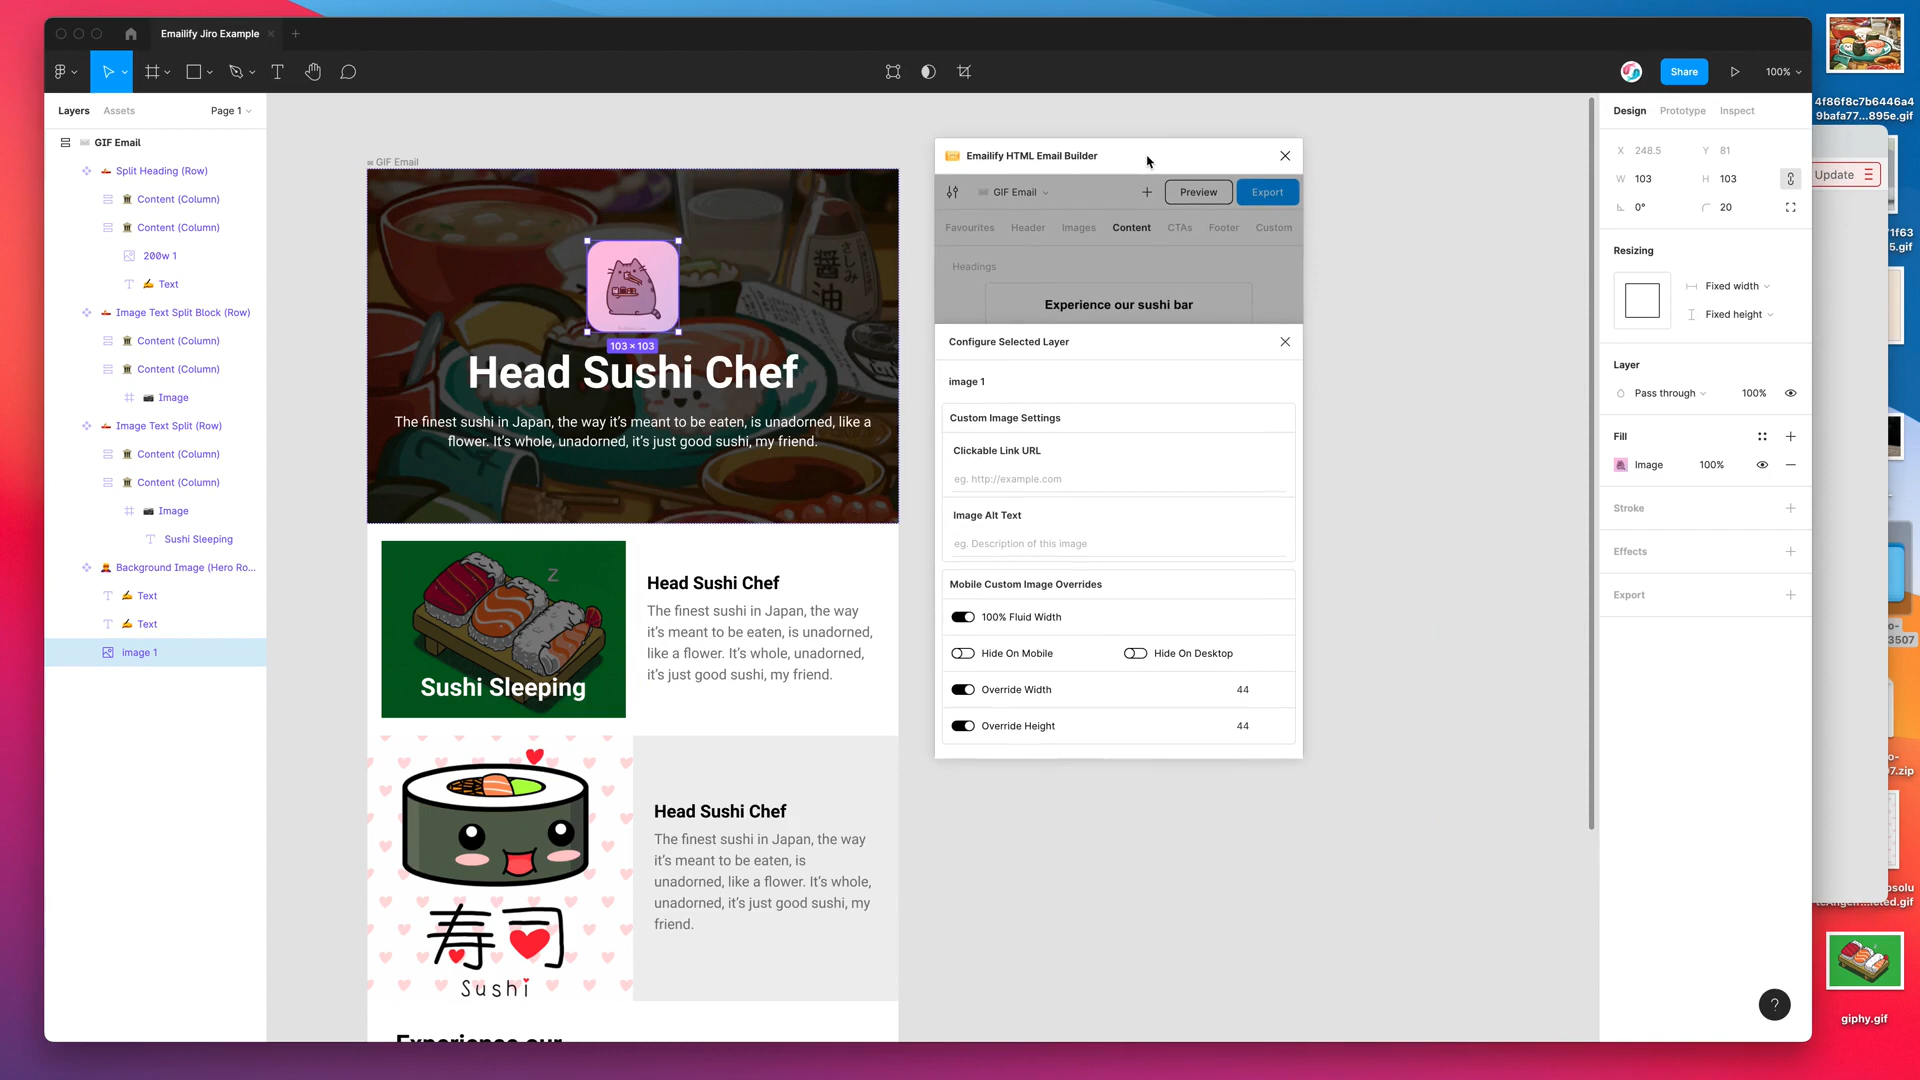 Emailify Jiro Example
Share
100%
Layers
Assets
Page 1
GIF Email
Split Heading (Row)
Content (Column)
Content (Column)
200w 1
Text
Image Text Split Block (Row)
Content (Column)
Content (Column)
Image
Image Text Split (Row)
Content (Column)
Content (Column)
Image
Sushi Sleeping
Background Image (Hero Ro...
Text
Text
image 1
GIF Email
103 × 103
Head Sushi Chef
The finest sushi in Japan, the way it’s meant to be eaten, is unadorned, like a
flower. It’s whole, unadorned, it’s just good sushi, my friend.
Z
Sushi Sleeping
Head Sushi Chef
The finest sushi in Japan, the way
it’s meant to be eaten, is unadorned,
like a flower. It’s whole, unadorned,
it’s just good sushi, my friend.
寿司
Sushi
Head Sushi Chef
The finest sushi in Japan, the way
it’s meant to be eaten, is
unadorned, like a flower. It’s whole,
unadorned, it’s just good sushi, my
friend.
Experience our
Emailify HTML Email Builder
GIF Email
Preview
Export
Favourites
Header
Images
Content
CTAs
Footer
Custom
Headings
Experience our sushi bar
Configure Selected Layer
image 1
Custom Image Settings
Clickable Link URL
eg. http://example.com
Image Alt Text
eg. Description of this image
Mobile Custom Image Overrides
100% Fluid Width
Hide On Mobile
Hide On Desktop
Override Width
44
Override Height
44
Design
Prototype
Inspect
X 248.5
Y 81
W 103
H 103
0°
20
Resizing
Fixed width
Fixed height
Layer
Pass through
100%
Fill
Image
100%
Stroke
Effects
Export
?
4f86f8c7b6446a4
9bafa77...895e.gif
Update
1f63
5.gif
o-
3507
o-
7.zip
osolu
cted.gif
giphy.gif